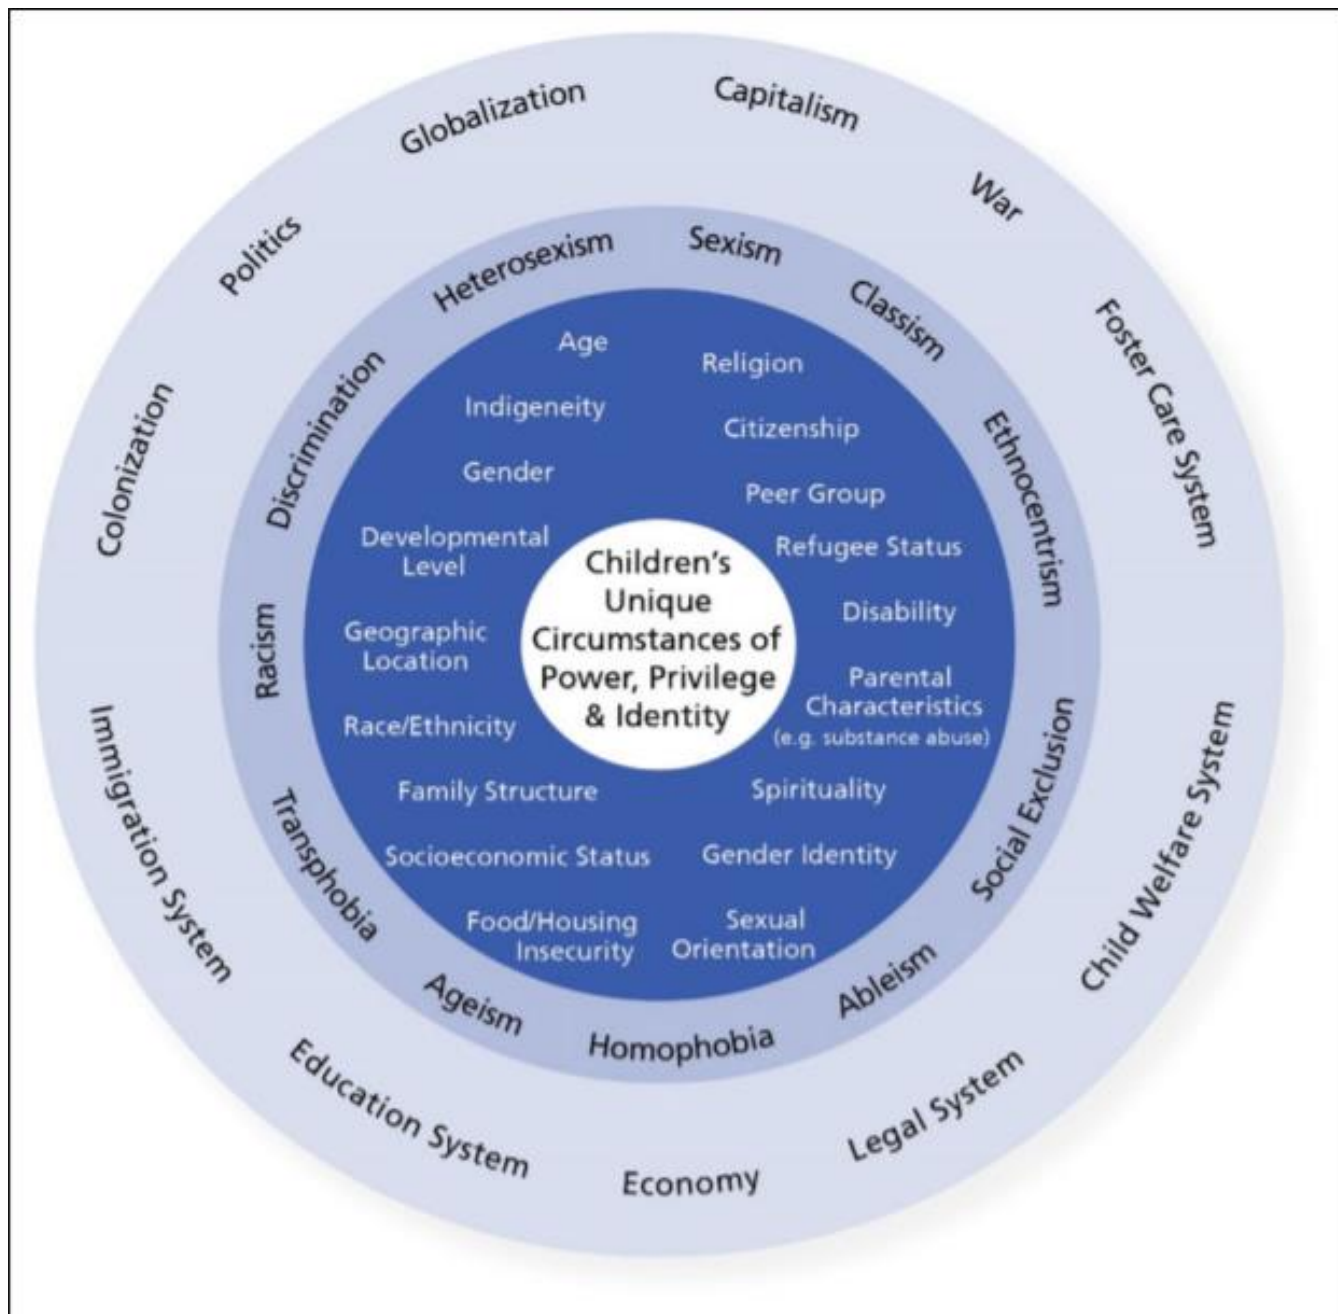 Globalization
Capitalism
War
Foster Care System
Child Welfare System
Legal System
Economy
Education System
Immigration System
Colonization
Politics
Heterosexism
Sexism
Classism
Ethnocentrism
Social Exclusion
Ableism
Homophobia
Ageism
Transphobia
Racism
Discrimination
Age
Indigeneity
Gender
Developmental
Level
Geographic
Location
Race/Ethnicity
Family Structure
Socioeconomic Status
Food/Housing
Insecurity
Religion
Citizenship
Peer Group
Refugee Status
Disability
Parental
Characteristics
(e.g. substance abuse)
Spirituality
Gender Identity
Sexual
Orientation
Children's
Unique
Circumstances of
Power, Privilege
& Identity